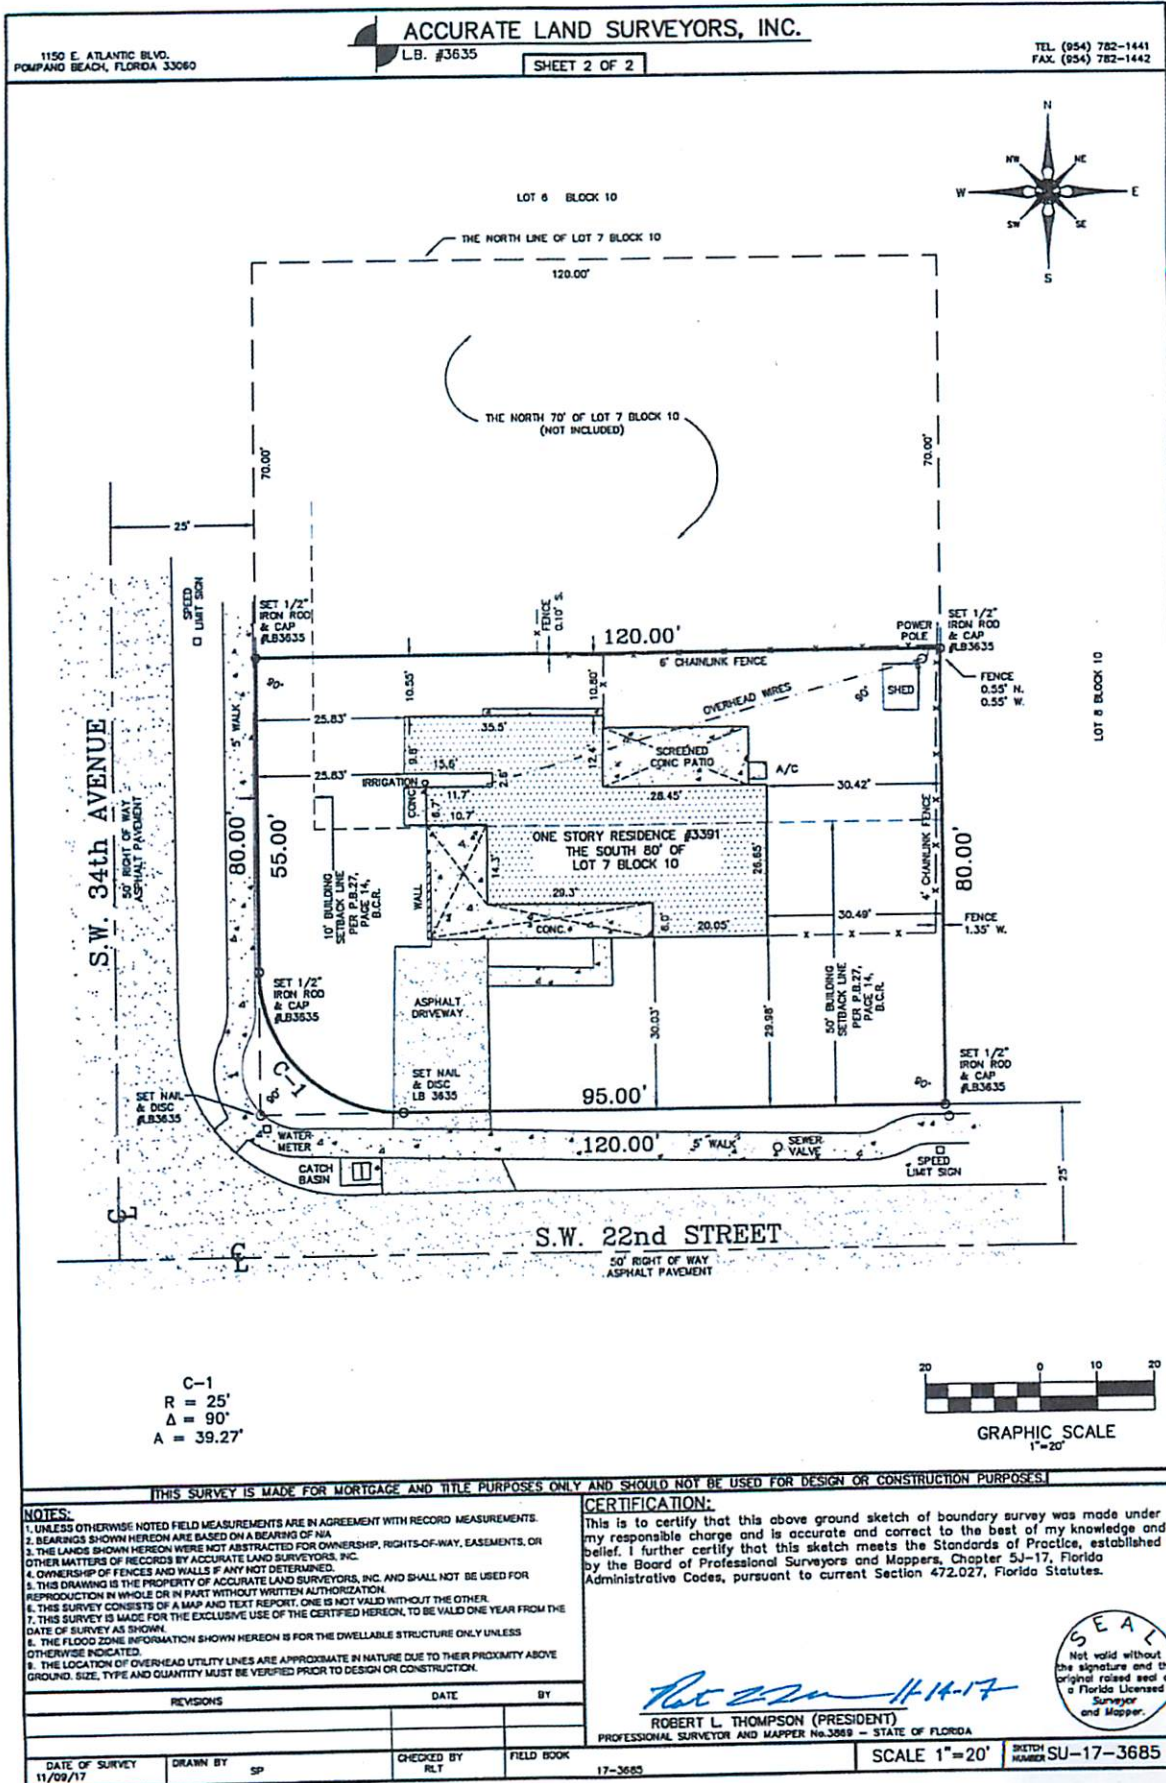 ACCURATE LAND SURVEYORS, INC.
L.B. #3635
SHEET 2 OF 2
1150 E. ATLANTIC BLVD.
POMPANO BEACH, FLORIDA 33060
TEL. (954) 782-1441
FAX. (954) 782-1442
N
NW
NE
W
E
SW
SE
S
LOT 6 BLOCK 10
THE NORTH LINE OF LOT 7 BLOCK 10
120.00'
THE NORTH 70' OF LOT 7 BLOCK 10
(NOT INCLUDED)
70.00'
70.00'
25'
SPEED
LIMIT SIGN
SET 1/2"
IRON ROD
& CAP
#LB3635
FENCE
0.10' S.
120.00'
6' CHAINLINK FENCE
POWER
POLE
SET 1/2"
IRON ROD
& CAP
#LB3635
FENCE
0.55' N.
0.55' W.
LOT 8 BLOCK 10
90°
10.55'
10.80'
OVERHEAD WIRES
90°
SHED
5' WALK
25.83'
35.5'
9.8'
12.4'
SCREENED
CONC PATIO
A/C
25.83'
15.6'
2.6'
IRRIGATION
11.7'
28.45'
30.42'
CONC
6.7'
10.7'
S.W. 34th AVENUE
50' RIGHT OF WAY
ASPHALT PAVEMENT
80.00'
55.00'
10' BUILDING
SETBACK LINE
PER P.B.27,
PAGE 14,
B.C.R.
WALL
14.3'
ONE STORY RESIDENCE #3391
THE SOUTH 80' OF
LOT 7 BLOCK 10
26.65'
4' CHAINLINK FENCE
80.00'
29.3'
CONC.
6.0'
20.05'
30.49'
FENCE
1.35' W.
SET 1/2"
IRON ROD
& CAP
#LB3635
ASPHALT
DRIVEWAY
30.03'
29.98'
50' BUILDING
SETBACK LINE
PER P.B.27,
PAGE 14,
B.C.R.
C-1
90°
SET NAIL
& DISC
#LB3635
SET NAIL
& DISC
LB 3635
95.00'
90°
SET 1/2"
IRON ROD
& CAP
#LB3635
WATER
METER
120.00'
5' WALK
SEWER
VALVE
SPEED
LIMIT SIGN
CATCH
BASIN
25'
S.W. 22nd STREET
50' RIGHT OF WAY
ASPHALT PAVEMENT
CL
CL
C-1
R = 25'
Δ = 90°
A = 39.27'
20 0 10 20
GRAPHIC SCALE
1"=20'
THIS SURVEY IS MADE FOR MORTGAGE AND TITLE PURPOSES ONLY AND SHOULD NOT BE USED FOR DESIGN OR CONSTRUCTION PURPOSES.
NOTES:
1. UNLESS OTHERWISE NOTED FIELD MEASUREMENTS ARE IN AGREEMENT WITH RECORD MEASUREMENTS.
2. BEARINGS SHOWN HEREON ARE BASED ON A BEARING OF N/A
3. THE LANDS SHOWN HEREON WERE NOT ABSTRACTED FOR OWNERSHIP, RIGHTS-OF-WAY, EASEMENTS, OR
OTHER MATTERS OF RECORDS BY ACCURATE LAND SURVEYORS, INC.
4. OWNERSHIP OF FENCES AND WALLS IF ANY NOT DETERMINED.
5. THIS DRAWING IS THE PROPERTY OF ACCURATE LAND SURVEYORS, INC. AND SHALL NOT BE USED FOR
REPRODUCTION IN WHOLE OR IN PART WITHOUT WRITTEN AUTHORIZATION.
6. THIS SURVEY CONSISTS OF A MAP AND TEXT REPORT. ONE IS NOT VALID WITHOUT THE OTHER.
7. THIS SURVEY IS MADE FOR THE EXCLUSIVE USE OF THE CERTIFIED HEREON, TO BE VALID ONE YEAR FROM THE
DATE OF SURVEY AS SHOWN.
8. THE FLOOD ZONE INFORMATION SHOWN HEREON IS FOR THE DWELLABLE STRUCTURE ONLY UNLESS
OTHERWISE INDICATED.
9. THE LOCATION OF OVERHEAD UTILITY LINES ARE APPROXIMATE IN NATURE DUE TO THEIR PROXIMITY ABOVE
GROUND. SIZE, TYPE AND QUANTITY MUST BE VERIFIED PRIOR TO DESIGN OR CONSTRUCTION.
CERTIFICATION:
This is to certify that this above ground sketch of boundary survey was made under
my responsible charge and is accurate and correct to the best of my knowledge and
belief. I further certify that this sketch meets the Standards of Practice, established
by the Board of Professional Surveyors and Mappers, Chapter 5J-17, Florida
Administrative Codes, pursuant to current Section 472.027, Florida Statutes.
11-14-17
ROBERT L. THOMPSON (PRESIDENT)
PROFESSIONAL SURVEYOR AND MAPPER No.3869 - STATE OF FLORIDA
SEAL
Not valid without
the signature and th
original raised seal o
a Florida Licensed
Surveyor
and Mapper.
REVISIONS
DATE
BY
DATE OF SURVEY
11/09/17
DRAWN BY
SP
CHECKED BY
RLT
FIELD BOOK
17-3685
SCALE 1"=20'
SKETCH
NUMBER SU-17-3685